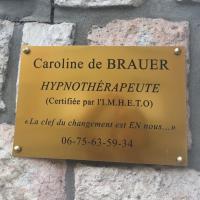 Caroline de BRAUER
HYPNOTHÉRAPEUTE
(Certifiée par l'I.M.H.E.T.O)
« La clef du changement est EN nous... »
06-75-63-59-34